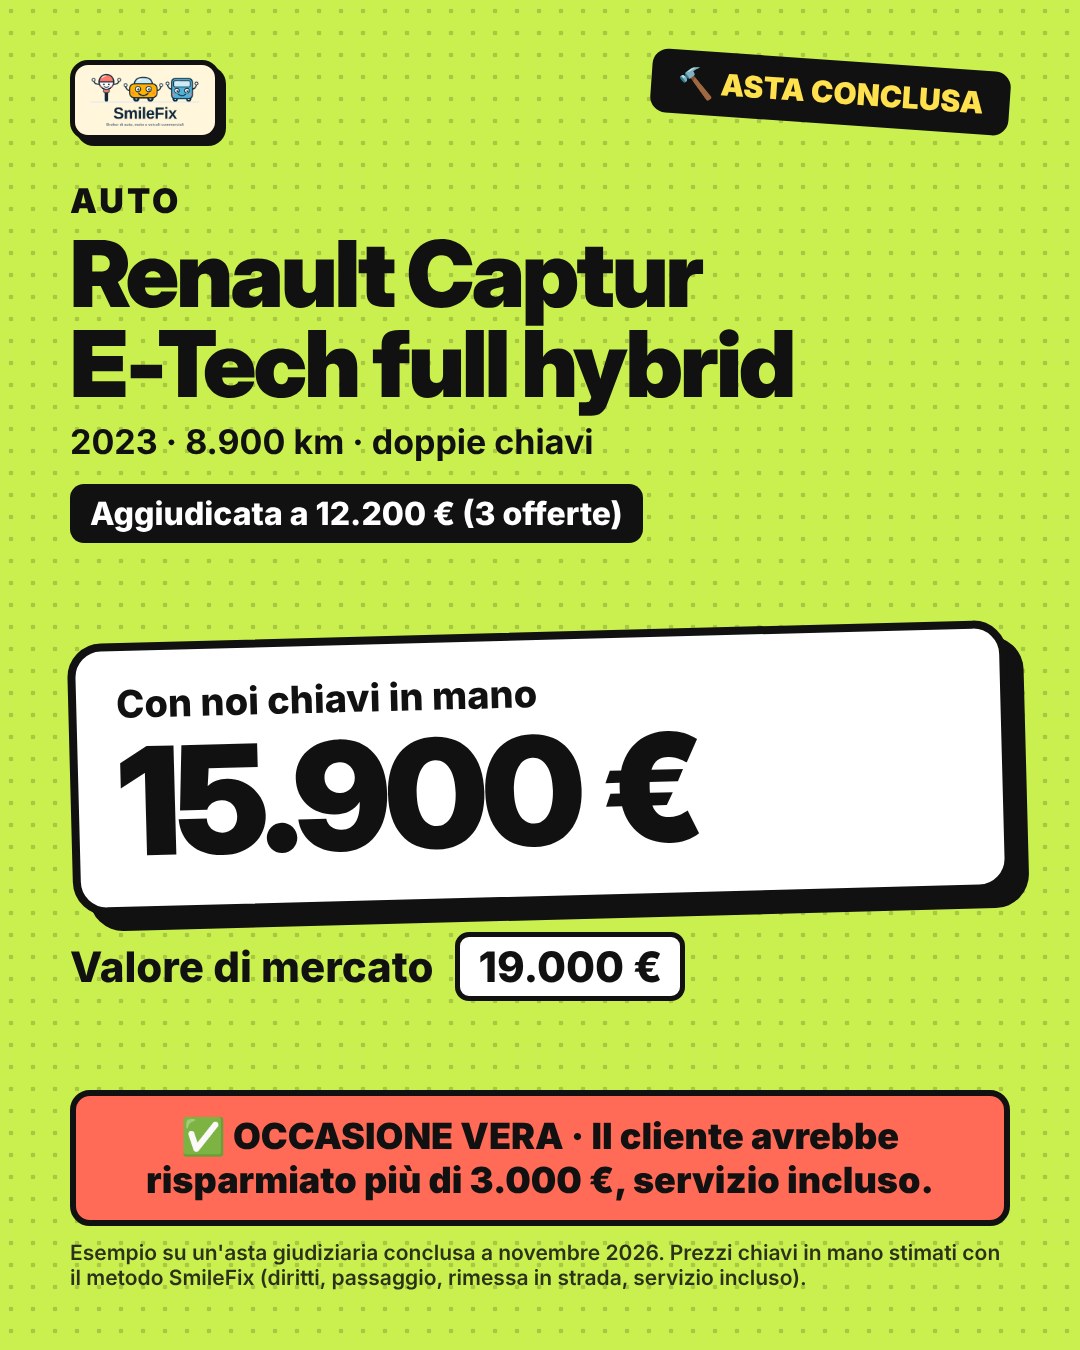 SmileFix
🔨 ASTA CONCLUSA
AUTO
Renault Captur
E-Tech full hybrid
2023 · 8.900 km · doppie chiavi
Aggiudicata a 12.200 € (3 offerte)
Con noi chiavi in mano
15.900 €
Valore di mercato 19.000 €
✅ OCCASIONE VERA · Il cliente avrebbe
risparmiato più di 3.000 €, servizio incluso.
Esempio su un'asta giudiziaria conclusa a novembre 2026. Prezzi chiavi in mano stimati con
il metodo SmileFix (diritti, passaggio, rimessa in strada, servizio incluso).